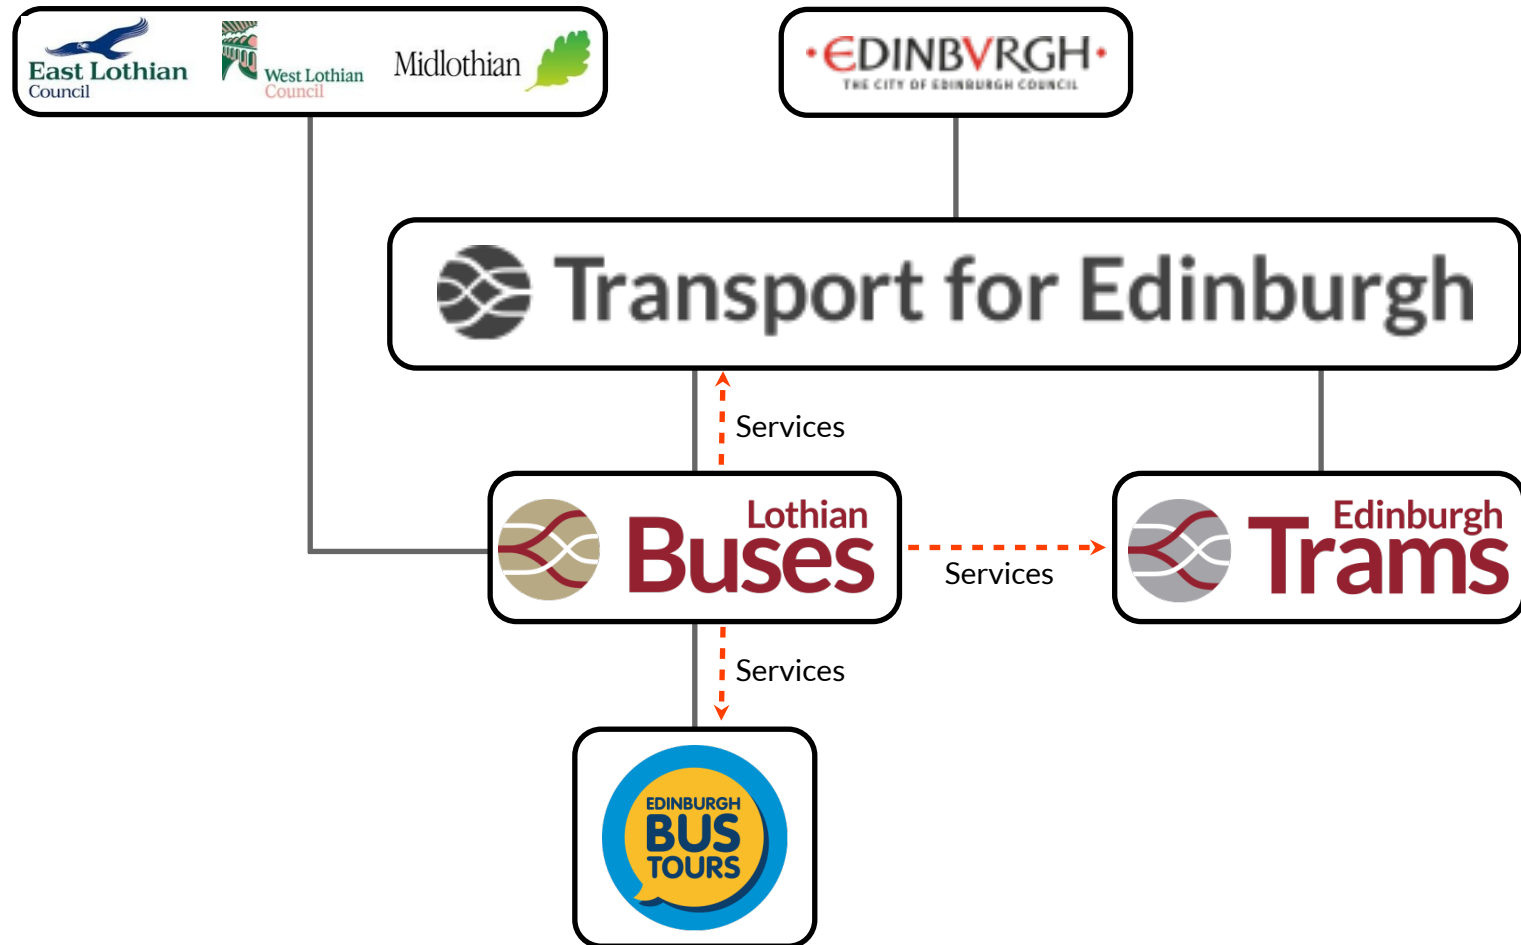 East Lothian
Council
West Lothian
Council
Midlothian
•EDINBVRGH•
THE CITY OF EDINBURGH COUNCIL
Transport for Edinburgh
Services
Lothian
Buses
Services
Edinburgh
Trams
Services
EDINBURGH
BUS
TOURS